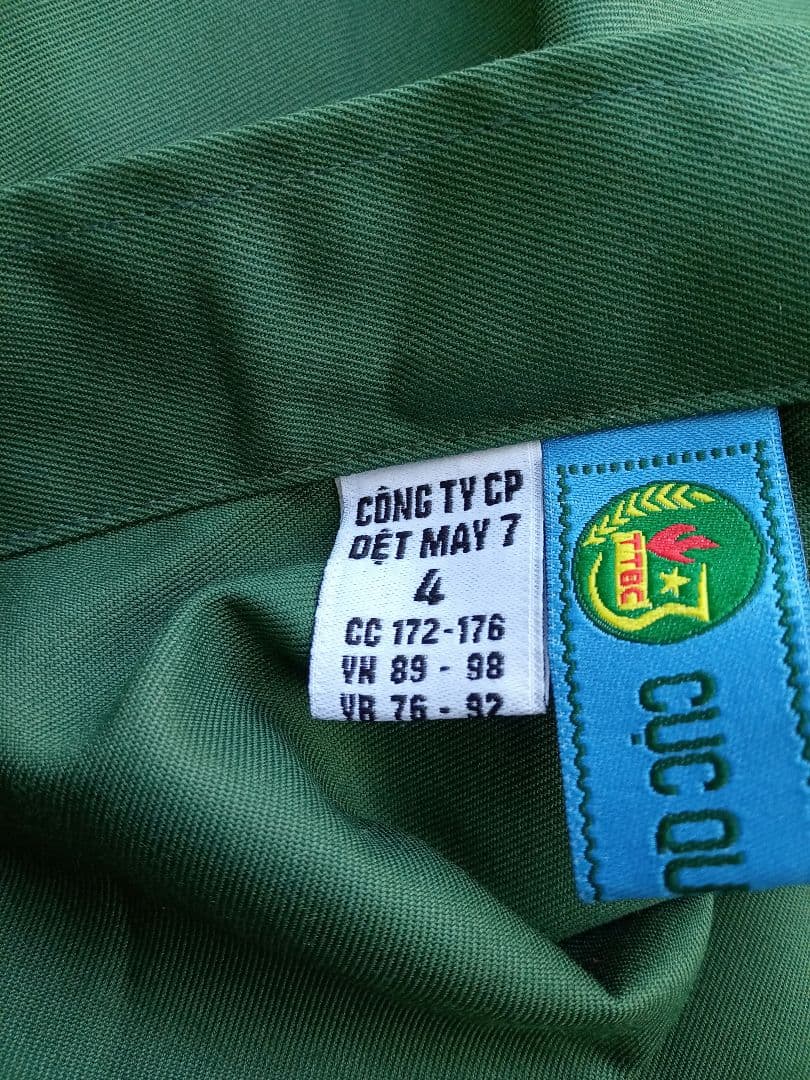 CÔNG TY CP
DỆT MAY 7
4
CC 172-176
VN 89 - 98
VB 76 - 92
TTBC
CỤC QU